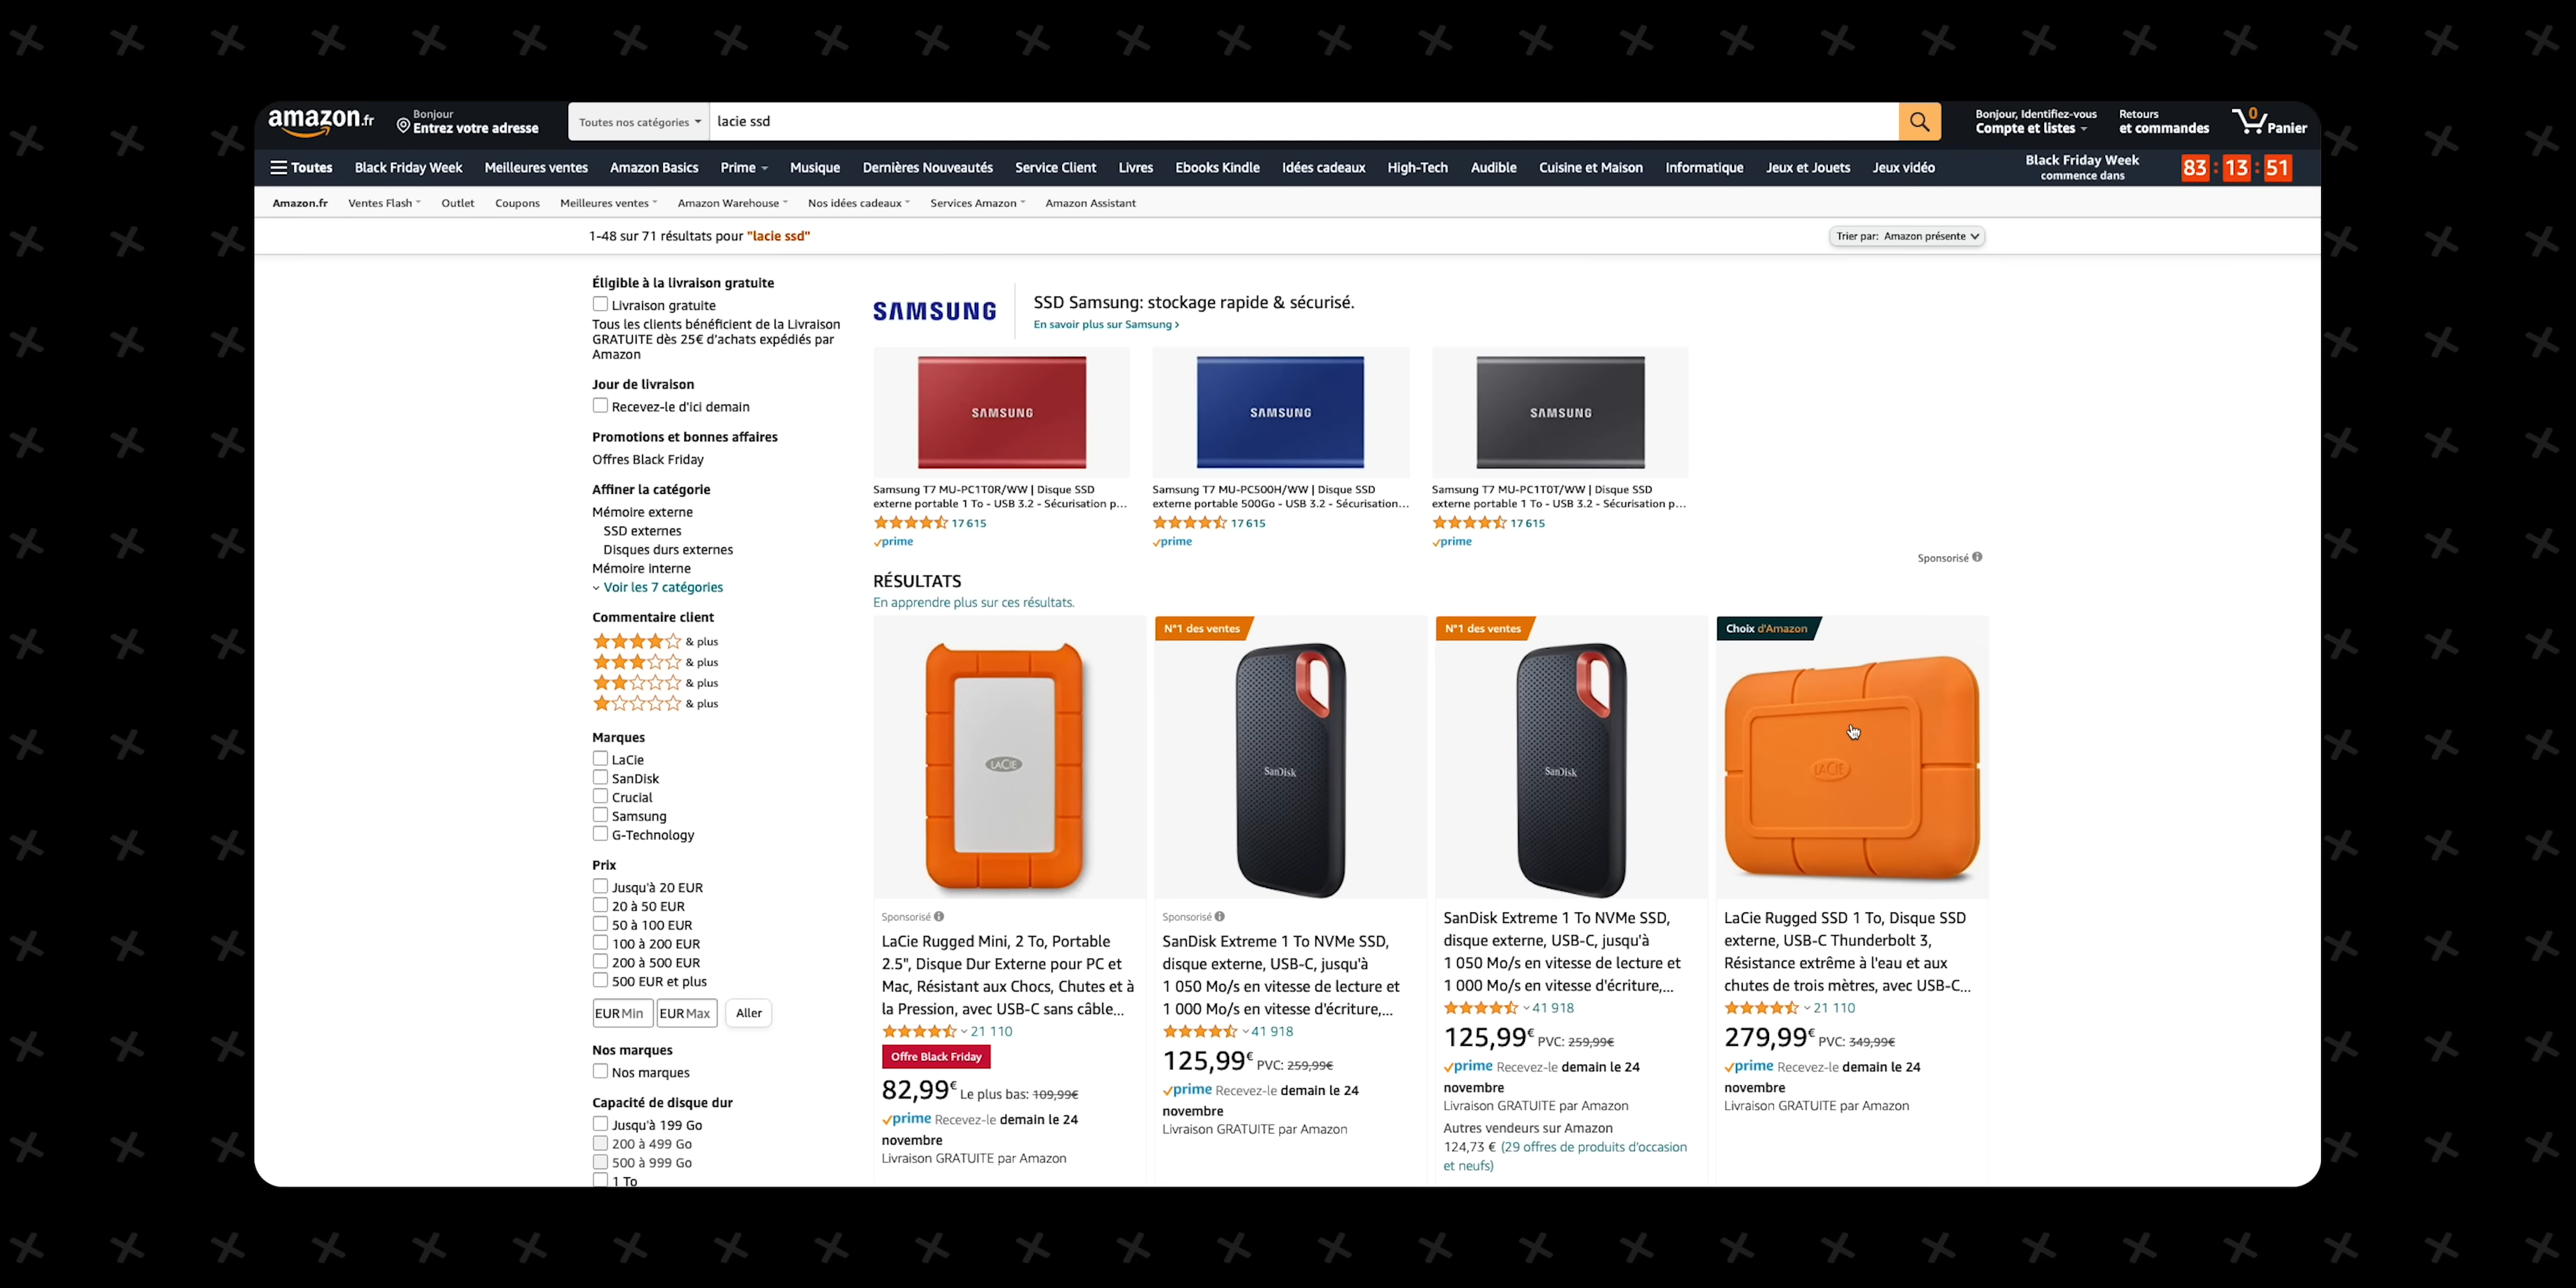 amazon.fr
Bonjour
Entrez votre adresse
Toutes nos catégories
lacie ssd
Bonjour, Identifiez-vous
Compte et listes
Retours
et commandes
0
Panier
Toutes
Black Friday Week
Meilleures ventes
Amazon Basics
Prime
Musique
Dernières Nouveautés
Service Client
Livres
Ebooks Kindle
Idées cadeaux
High-Tech
Audible
Cuisine et Maison
Informatique
Jeux et Jouets
Jeux vidéo
Black Friday Week
commence dans
83 : 13 : 51
Amazon.fr
Ventes Flash
Outlet
Coupons
Meilleures ventes
Amazon Warehouse
Nos idées cadeaux
Services Amazon
Amazon Assistant
1-48 sur 71 résultats pour "lacie ssd"
Trier par: Amazon présente
Éligible à la livraison gratuite
Livraison gratuite
Tous les clients bénéficient de la Livraison
GRATUITE dès 25€ d'achats expédiés par
Amazon
Jour de livraison
Recevez-le d'ici demain
Promotions et bonnes affaires
Offres Black Friday
Affiner la catégorie
Mémoire externe
SSD externes
Disques durs externes
Mémoire interne
Voir les 7 catégories
Commentaire client
& plus
& plus
& plus
& plus
Marques
LaCie
SanDisk
Crucial
Samsung
G-Technology
Prix
Jusqu'à 20 EUR
20 à 50 EUR
50 à 100 EUR
100 à 200 EUR
200 à 500 EUR
500 EUR et plus
EUR Min
EUR Max
Aller
Nos marques
Nos marques
Capacité de disque dur
Jusqu'à 199 Go
200 à 499 Go
500 à 999 Go
1 To
SAMSUNG
SSD Samsung: stockage rapide & sécurisé.
En savoir plus sur Samsung ›
SAMSUNG
Samsung T7 MU-PC1T0R/WW | Disque SSD
externe portable 1 To - USB 3.2 - Sécurisation p...
17 615
prime
SAMSUNG
Samsung T7 MU-PC500H/WW | Disque SSD
externe portable 500Go - USB 3.2 - Sécurisation...
17 615
prime
SAMSUNG
Samsung T7 MU-PC1T0T/WW | Disque SSD
externe portable 1 To - USB 3.2 - Sécurisation p...
17 615
prime
Sponsorisé
RÉSULTATS
En apprendre plus sur ces résultats.
LACIE
Sponsorisé
LaCie Rugged Mini, 2 To, Portable
2.5", Disque Dur Externe pour PC et
Mac, Résistant aux Chocs, Chutes et à
la Pression, avec USB-C sans câble...
21 110
Offre Black Friday
82,99€ Le plus bas: 109,99€
prime Recevez-le demain le 24
novembre
Livraison GRATUITE par Amazon
N°1 des ventes
SanDisk
Sponsorisé
SanDisk Extreme 1 To NVMe SSD,
disque externe, USB-C, jusqu'à
1 050 Mo/s en vitesse de lecture et
1 000 Mo/s en vitesse d'écriture,...
41 918
125,99€ PVC: 259,99€
prime Recevez-le demain le 24
novembre
Livraison GRATUITE par Amazon
N°1 des ventes
SanDisk
SanDisk Extreme 1 To NVMe SSD,
disque externe, USB-C, jusqu'à
1 050 Mo/s en vitesse de lecture et
1 000 Mo/s en vitesse d'écriture,...
41 918
125,99€ PVC: 259,99€
prime Recevez-le demain le 24
novembre
Livraison GRATUITE par Amazon
Autres vendeurs sur Amazon
124,73 € (29 offres de produits d'occasion
et neufs)
Choix d'Amazon
LACIE
LaCie Rugged SSD 1 To, Disque SSD
externe, USB-C Thunderbolt 3,
Résistance extrême à l'eau et aux
chutes de trois mètres, avec USB-C...
21 110
279,99€ PVC: 349,99€
prime Recevez-le demain le 24
novembre
Livraison GRATUITE par Amazon